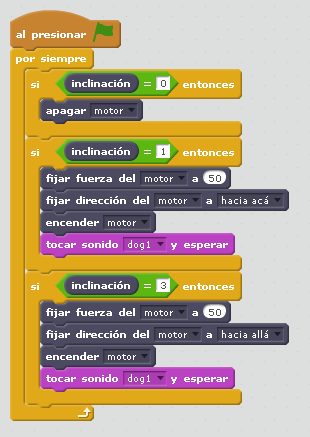 al presionar
por siempre
si inclinación = 0 entonces
apagar motor
si inclinación = 1 entonces
fijar fuerza del motor a 50
fijar dirección del motor a hacia acá
encender motor
tocar sonido dog1 y esperar
si inclinación = 3 entonces
fijar fuerza del motor a 50
fijar dirección del motor a hacia allá
encender motor
tocar sonido dog1 y esperar